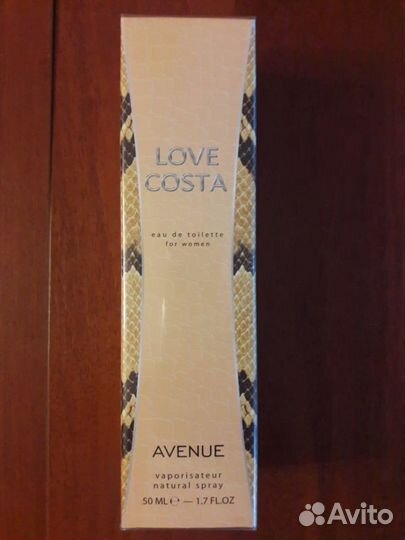 LOVE
COSTA
eau de toilette
for women
AVENUE
vaporisateur
natural spray
50 ML ℮ — 1.7 FL.OZ
Avito